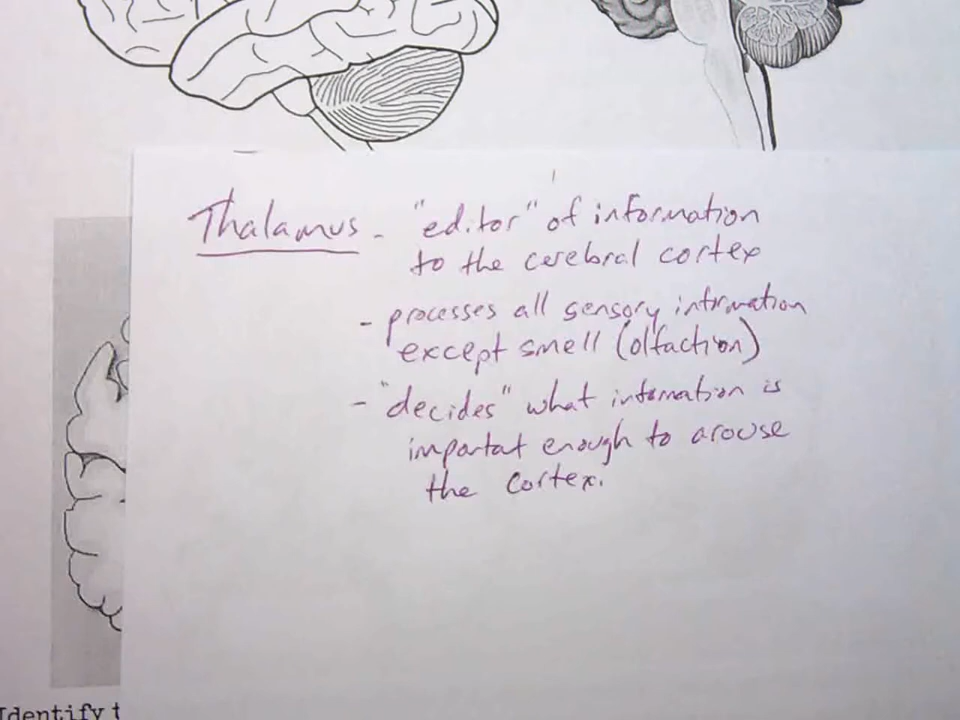 Thalamus - "editor" of information
to the cerebral cortex
- processes all sensory information
except smell (olfaction)
- "decides" what information is
importat enough to arouse
the cortex.
Identify t